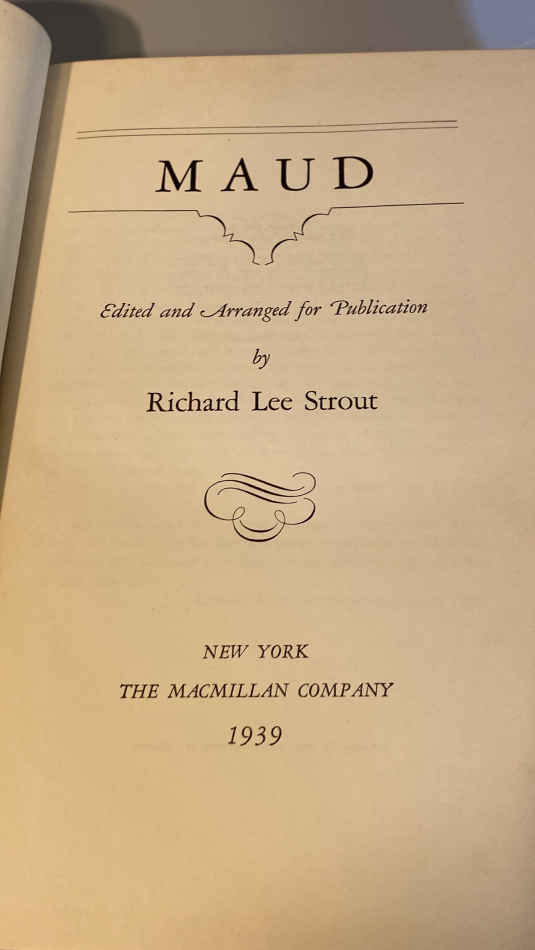 MAUD
Edited and Arranged for Publication
by
Richard Lee Strout
NEW YORK
THE MACMILLAN COMPANY
1939